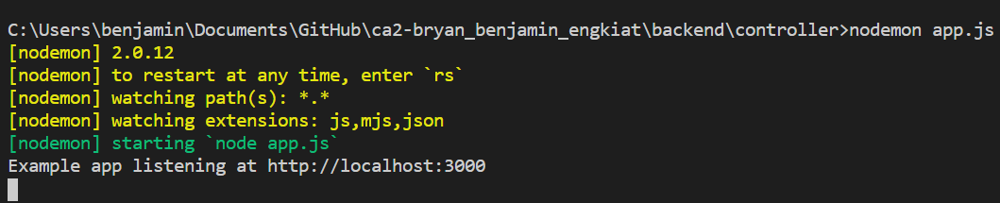 C:\Users\benjamin\Documents\GitHub\ca2-bryan_benjamin_engkiat\backend\controller>nodemon app.js
[nodemon] 2.0.12
[nodemon] to restart at any time, enter `rs`
[nodemon] watching path(s): *.*
[nodemon] watching extensions: js,mjs,json
[nodemon] starting `node app.js`
Example app listening at http://localhost:3000